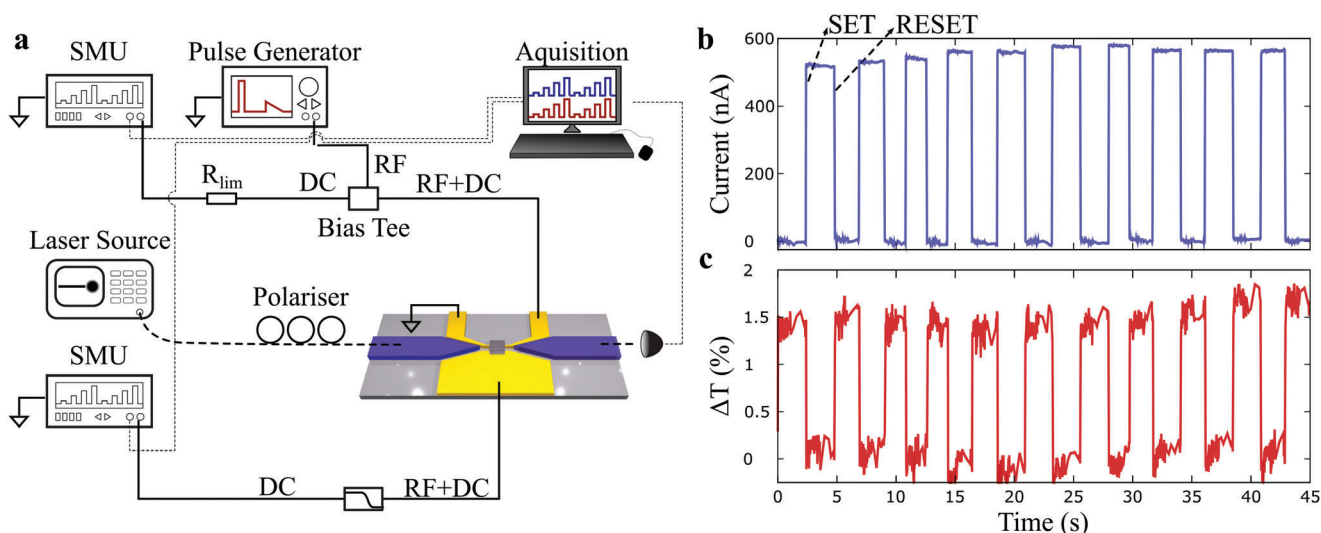 a
SMU
Pulse Generator
Aquisition
RF
R_lim
DC
RF+DC
Bias Tee
Laser Source
Polariser
SMU
DC
RF+DC
b
SET
RESET
Current (nA)
600
400
200
0
c
ΔT (%)
2
1.5
1
0.5
0
0 5 10 15 20 25 30 35 40 45
Time (s)